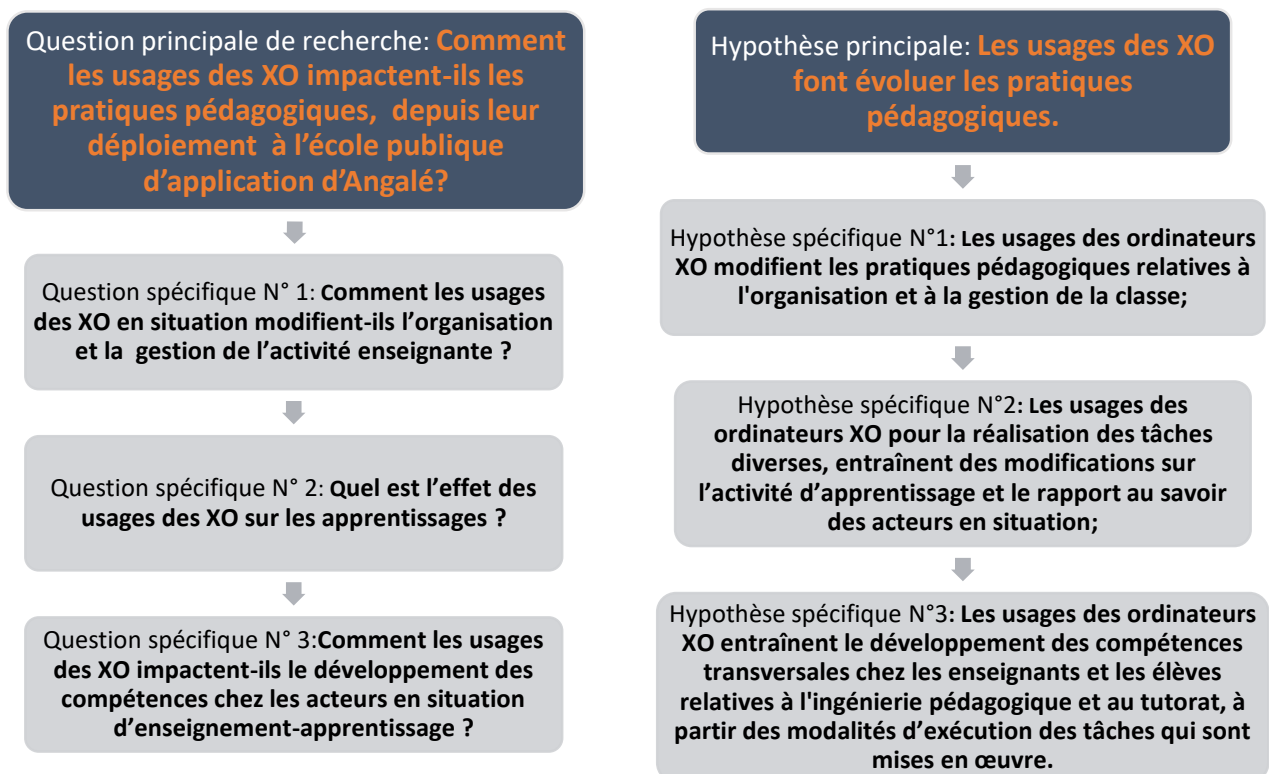 Question principale de recherche: Comment
les usages des XO impactent-ils les
pratiques pédagogiques, depuis leur
déploiement à l'école publique
d'application d'Angalé?
Question spécifique N° 1: Comment les usages
des XO en situation modifient-ils l'organisation
et la gestion de l'activité enseignante ?
Question spécifique N° 2: Quel est l'effet des
usages des XO sur les apprentissages ?
Question spécifique N° 3:Comment les usages
des XO impactent-ils le développement des
compétences chez les acteurs en situation
d'enseignement-apprentissage ?
Hypothèse principale: Les usages des XO
font évoluer les pratiques
pédagogiques.
Hypothèse spécifique N°1: Les usages des ordinateurs
XO modifient les pratiques pédagogiques relatives à
l'organisation et à la gestion de la classe;
Hypothèse spécifique N°2: Les usages des
ordinateurs XO pour la réalisation des tâches
diverses, entraînent des modifications sur
l'activité d'apprentissage et le rapport au savoir
des acteurs en situation;
Hypothèse spécifique N°3: Les usages des ordinateurs
XO entraînent le développement des compétences
transversales chez les enseignants et les élèves
relatives à l'ingénierie pédagogique et au tutorat, à
partir des modalités d'exécution des tâches qui sont
mises en œuvre.